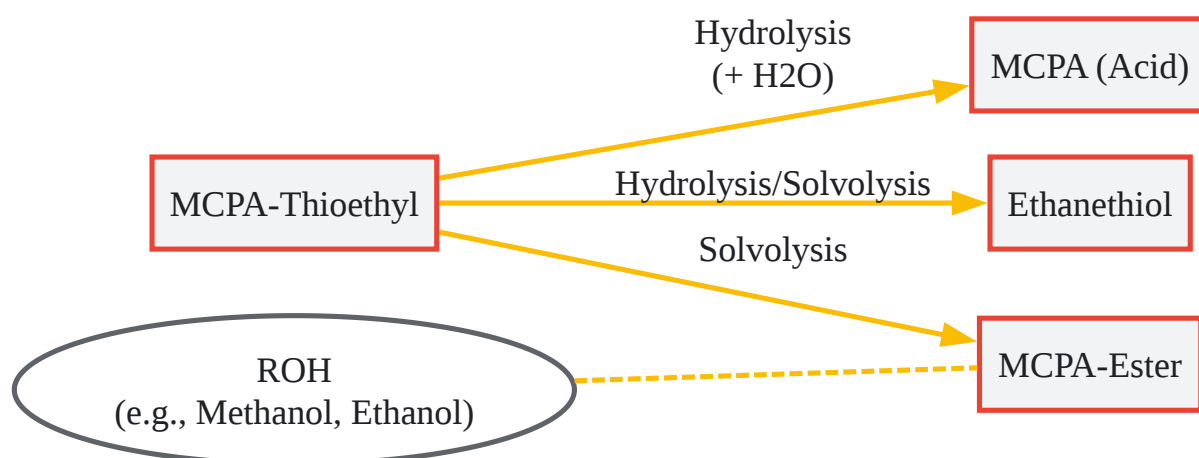 Hydrolysis
(+ H2O)
MCPA (Acid)
MCPA-Thioethyl
Hydrolysis/Solvolysis
Ethanethiol
Solvolysis
MCPA-Ester
ROH
(e.g., Methanol, Ethanol)